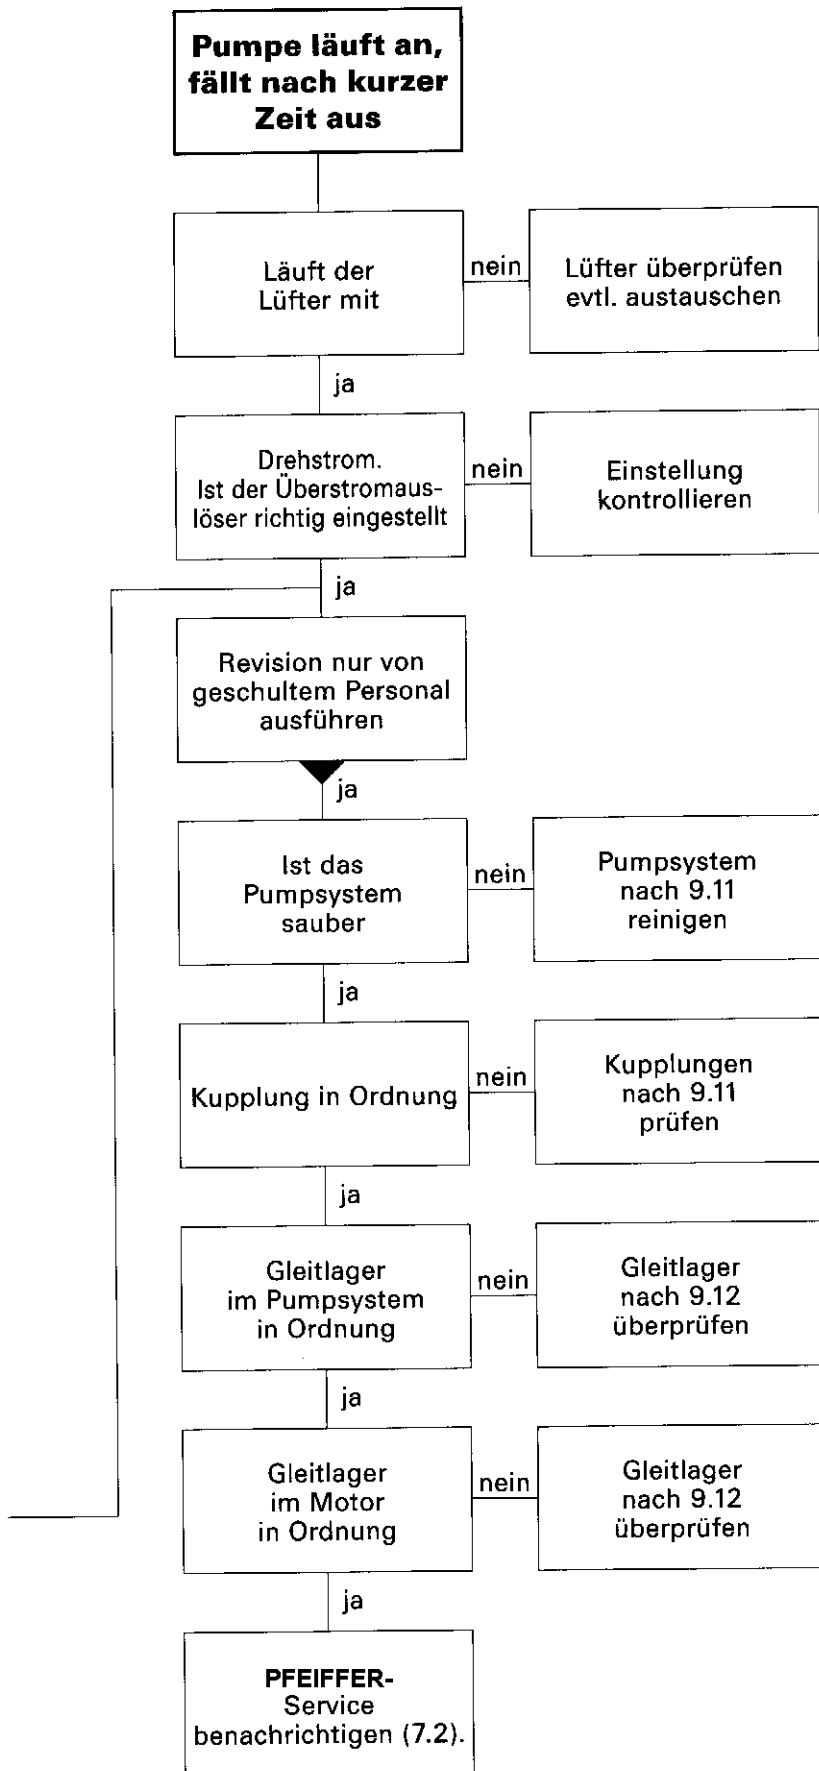 Pumpe läuft an,
fällt nach kurzer
Zeit aus
Läuft der
Lüfter mit
nein
Lüfter überprüfen
evtl. austauschen
ja
Drehstrom.
Ist der Überstromaus-
löser richtig eingestellt
nein
Einstellung
kontrollieren
ja
Revision nur von
geschultem Personal
ausführen
ja
Ist das
Pumpsystem
sauber
nein
Pumpsystem
nach 9.11
reinigen
ja
Kupplung in Ordnung
nein
Kupplungen
nach 9.11
prüfen
ja
Gleitlager
im Pumpsystem
in Ordnung
nein
Gleitlager
nach 9.12
überprüfen
ja
Gleitlager
im Motor
in Ordnung
nein
Gleitlager
nach 9.12
überprüfen
ja
PFEIFFER-
Service
benachrichtigen (7.2).